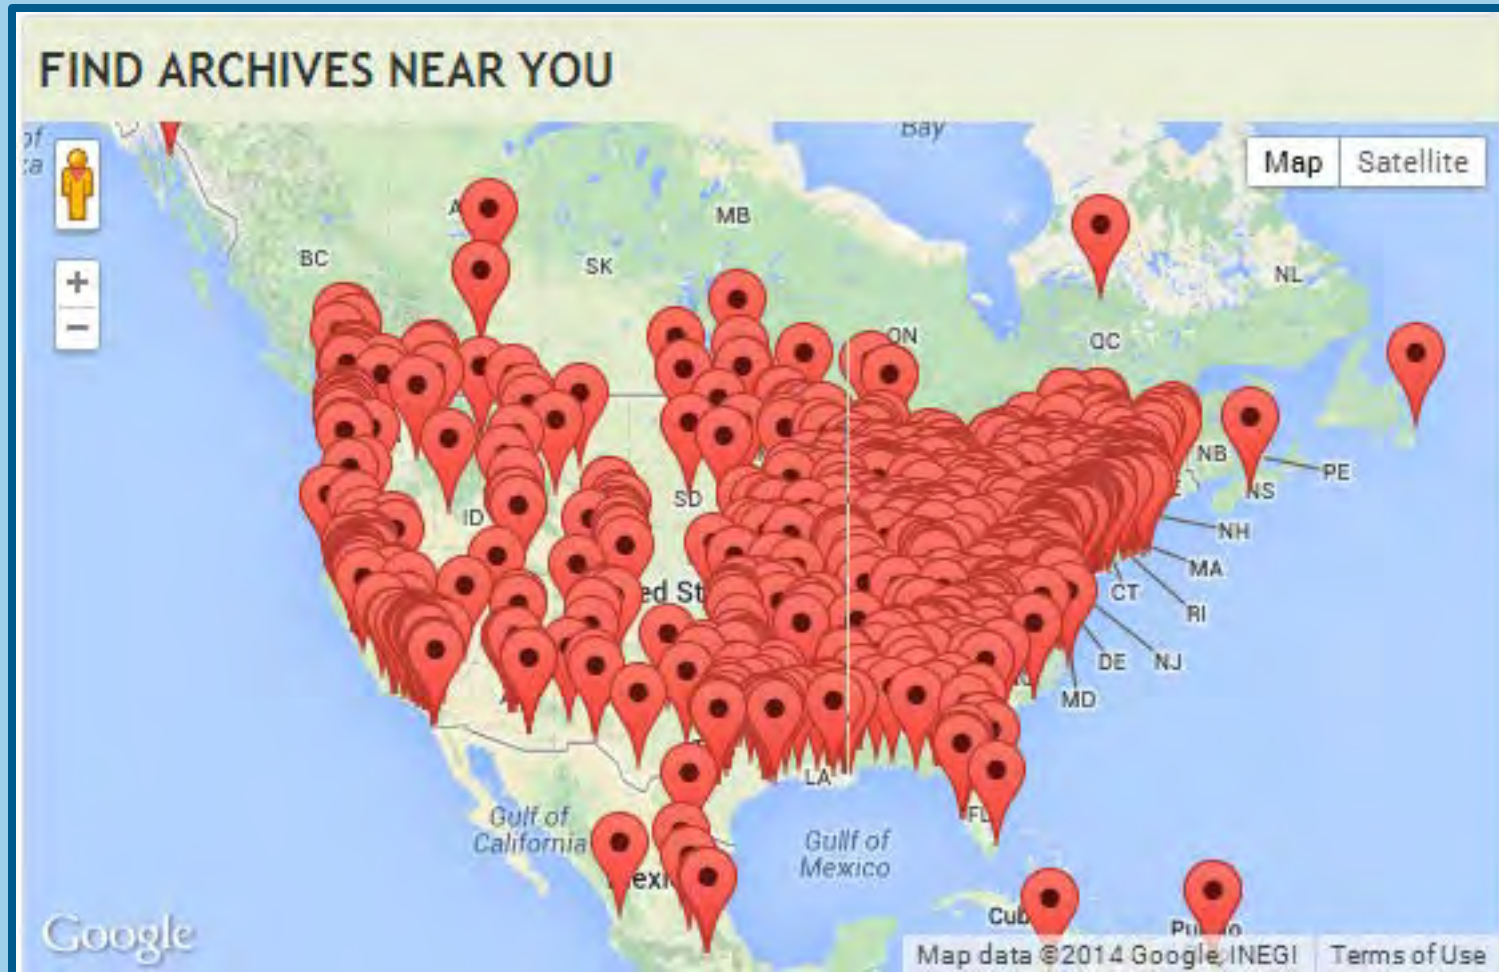 FIND ARCHIVES NEAR YOU
Bay
Map Satellite
MB
BC
SK
NL
ON
QC
NB
PE
NS
SD
ID
NH
MA
CT
RI
DE
NJ
MD
LA
FL
Gulf of
California
Gulf of
Mexico
Google
Map data ©2014 Google, INEGI Terms of Use